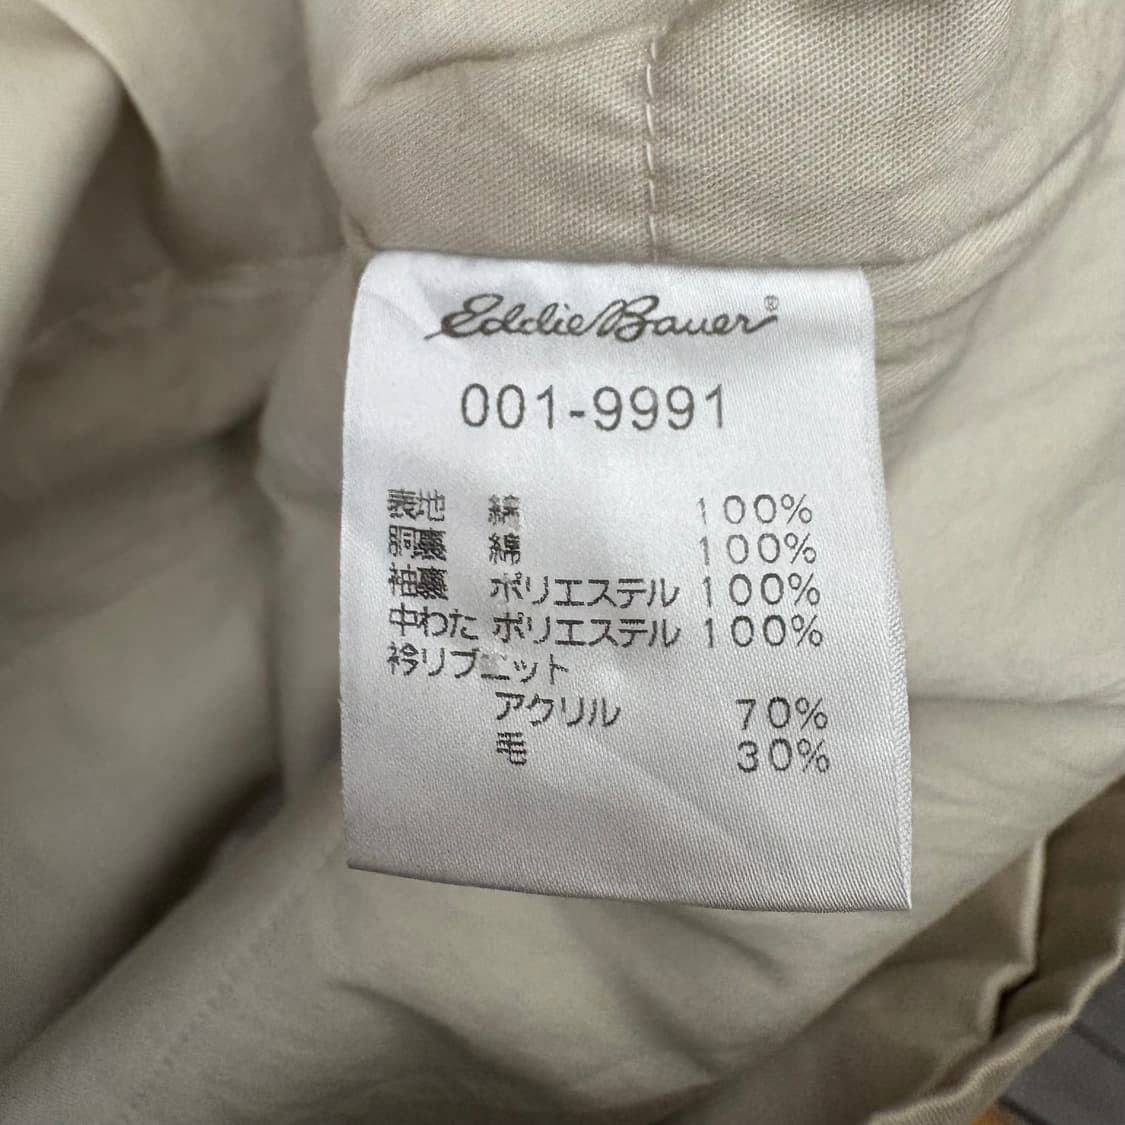 Eddie Bauer®
001-9991
表地 綿 100%
胴裏 綿 100%
袖裏 ポリエステル 100%
中わた ポリエステル 100%
衿リブニット
アクリル 70%
毛 30%